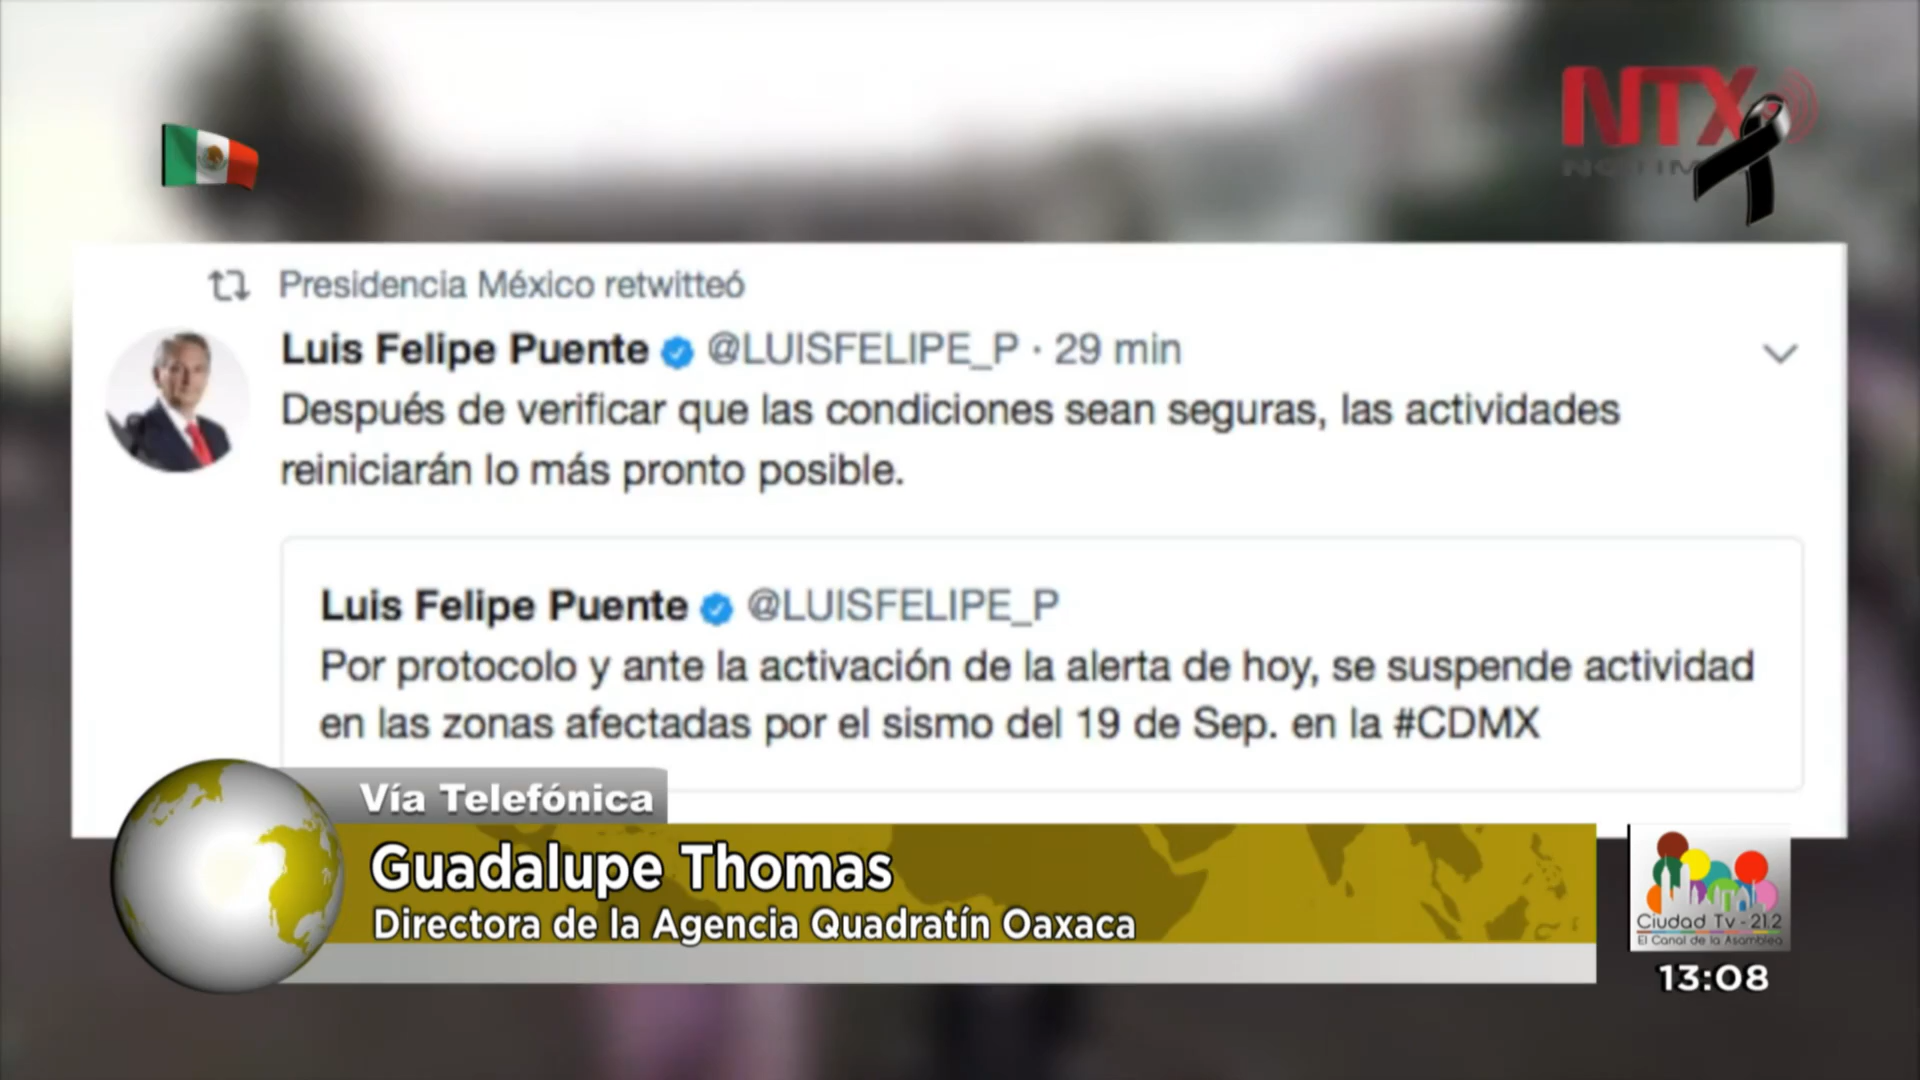 NTX
Presidencia México retwitteó
Luis Felipe Puente @LUISFELIPE_P · 29 min
Después de verificar que las condiciones sean seguras, las actividades
reiniciarán lo más pronto posible.
Luis Felipe Puente @LUISFELIPE_P
Por protocolo y ante la activación de la alerta de hoy, se suspende actividad
en las zonas afectadas por el sismo del 19 de Sep. en la #CDMX
Vía Telefónica
Guadalupe Thomas
Directora de la Agencia Quadratín Oaxaca
Ciudad Tv - 21.2
El Canal de la Asamblea
13:08